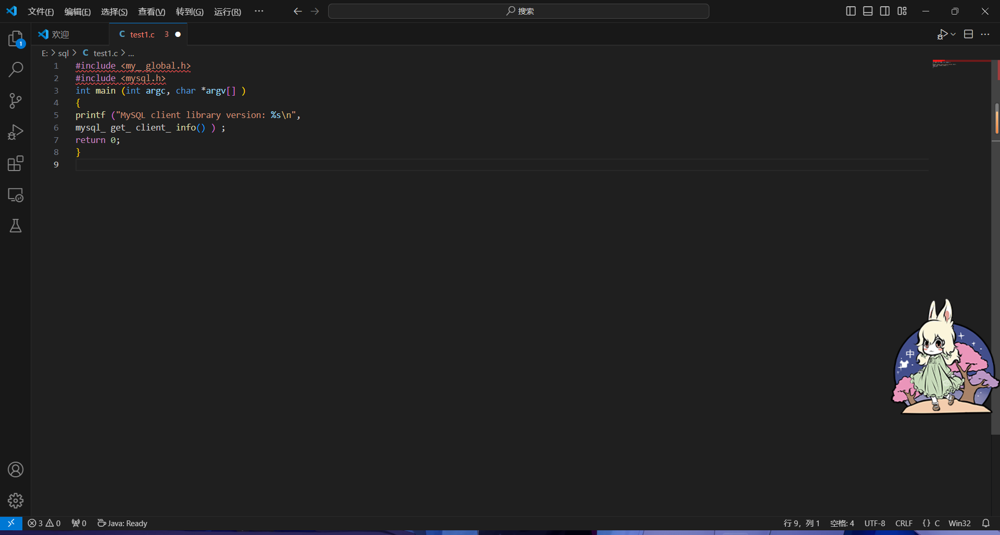 文件(F) 编辑(E) 选择(S) 查看(V) 转到(G) 运行(R) ··· 搜索
欢迎 C test1.c 3
1
E: > sql > C test1.c > ...
1 #include <my_ global.h>
2 #include <mysql.h>
3 int main (int argc, char *argv[] )
4 {
5 printf ("MySQL client library version: %s\n",
6 mysql_ get_ client_ info() ) ;
7 return 0;
8 }
9
中
3 0 0 Java: Ready 行 9, 列 1 空格: 4 UTF-8 CRLF {} C Win32